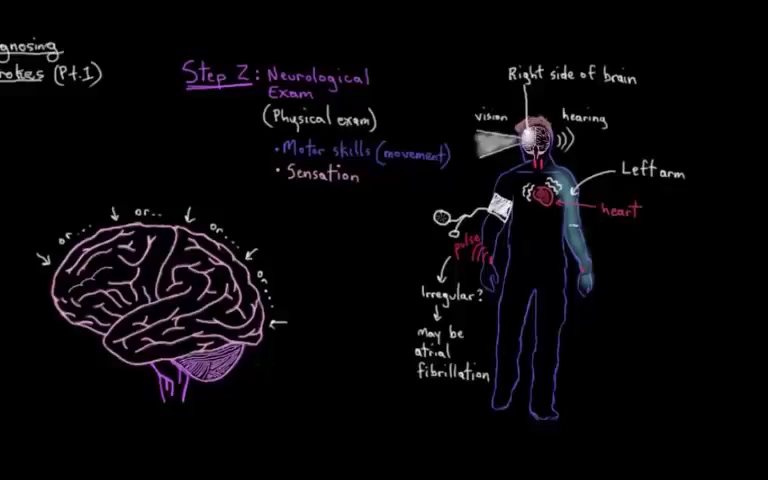 gnosing
rokes (Pt.1)
Step 2: Neurological
Exam
(Physical exam)
• Motor skills (movement)
• Sensation
or...
or...
or...
or...
Right side of brain
vision
hearing
Left arm
heart
pulse
Irregular?
may be
atrial
fibrillation